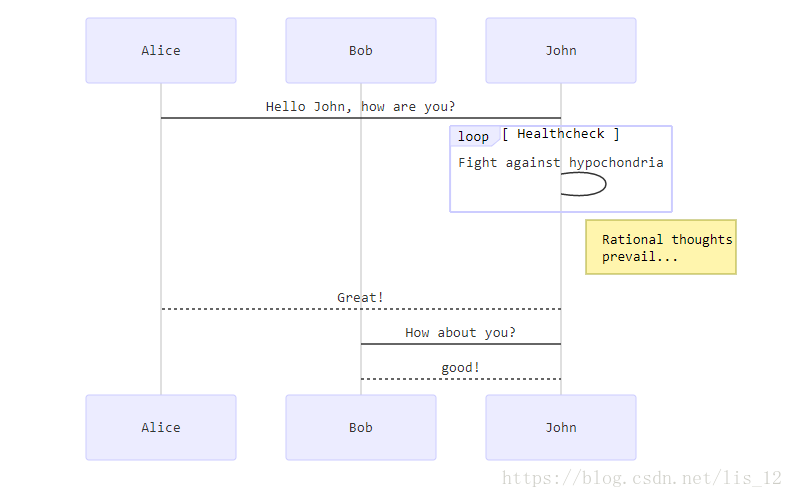 Alice
Bob
John
Hello John, how are you?
loop
[ Healthcheck ]
Fight against hypochondria
Rational thoughts
prevail...
Great!
How about you?
good!
Alice
Bob
John
https://blog.csdn.net/lis_12